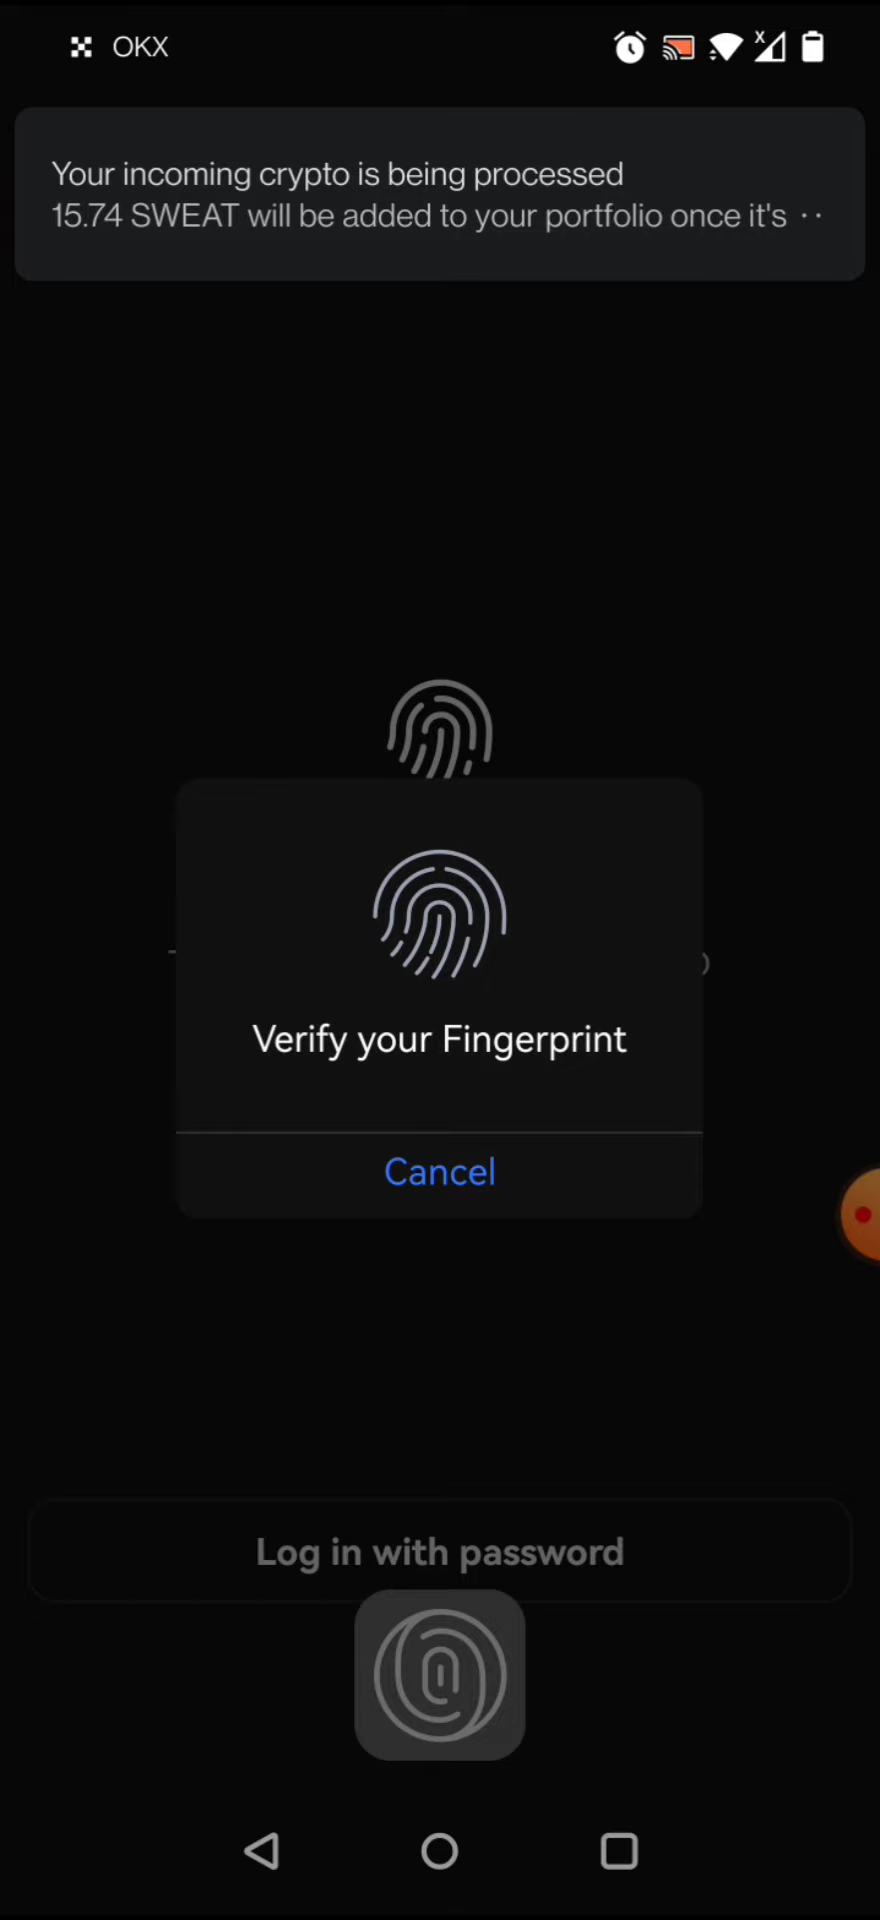 OKX
Your incoming crypto is being processed
15.74 SWEAT will be added to your portfolio once it's ··
Verify your Fingerprint
Cancel
Log in with password